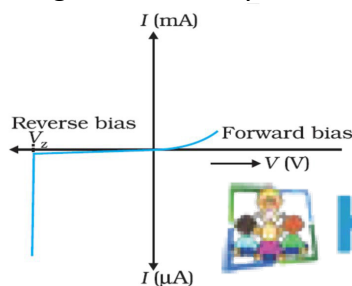 I (mA)
Reverse bias
Vz
Forward bias
V (V)
I (μA)